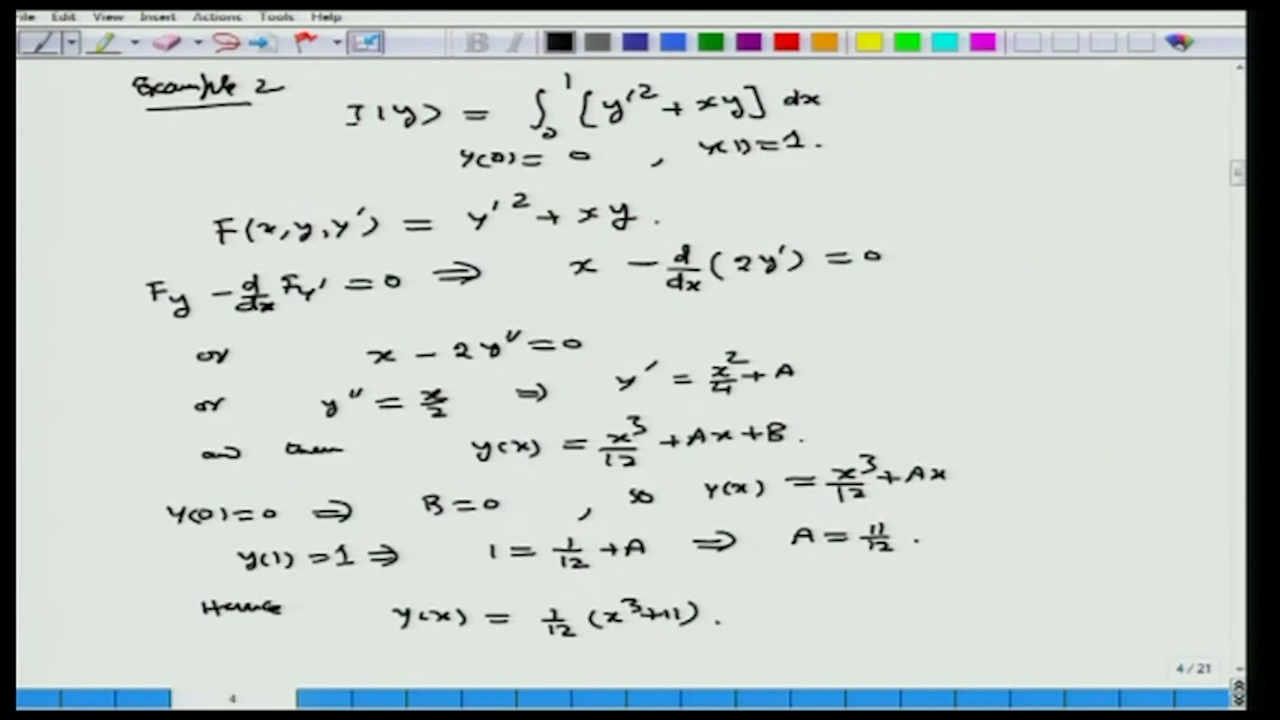 File Edit View Insert Actions Tools Help
B I
Example 2
I(y) = ∫₀¹ [y'² + xy] dx
y(0) = 0 , y(1) = 1.
F(x, y, y') = y'² + xy.
F_y - d/dx F_y' = 0 ⇒ x - d/dx (2y') = 0
or x - 2y'' = 0
or y'' = x/2 ⇒ y' = x²/4 + A
and then y(x) = x³/12 + Ax + B.
y(0) = 0 ⇒ B = 0 , so y(x) = x³/12 + Ax
y(1) = 1 ⇒ 1 = 1/12 + A ⇒ A = 11/12 .
Hence y(x) = 1/12 (x³ + 11) .
4 / 21
4